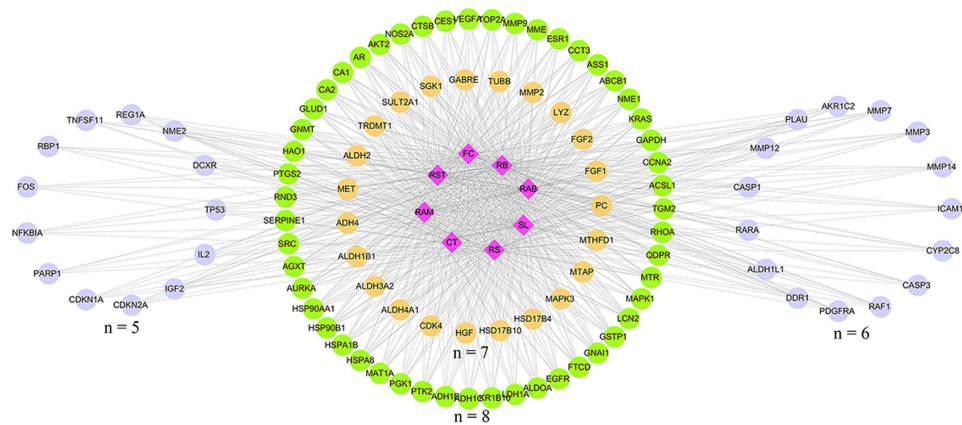 VEGFA
TOP2A
CES1
MMP9
CTSB
MME
NOS2A
ESR1
AKT2
CCT3
AR
ASS1
CA1
ABCB1
CA2
NME1
GLUD1
KRAS
GNMT
GAPDH
HAO1
CCNA2
PTGS2
ACSL1
RND3
TGM2
SERPINE1
RHOA
SRC
QDPR
AGXT
MTR
AURKA
MAPK1
HSP90AA1
LCN2
HSP90B1
GSTP1
HSPA1B
GNAI1
HSPA8
FTCD
MAT1A
EGFR
PGK1
ALDOA
PTK2
LDH1A
ADH1B
ADH1C
KR1B10
n = 8
GABRE
TUBB
SGK1
MMP2
SULT2A1
LYZ
TRDMT1
FGF2
ALDH2
FGF1
MET
PC
ADH4
MTHFD1
ALDH1B1
MTAP
ALDH3A2
MAPK3
ALDH4A1
HSD17B4
CDK4
HGF
HSD17B10
n = 7
FC
RB
RST
RAB
RAM
SL
CT
RS
REG1A
TNFSF11
NME2
RBP1
DCXR
FOS
TP53
NFKBIA
IL2
PARP1
IGF2
CDKN1A
CDKN2A
n = 5
AKR1C2
MMP7
PLAU
MMP3
MMP12
MMP14
CASP1
ICAM1
RARA
CYP2C8
ALDH1L1
CASP3
DDR1
RAF1
PDGFRA
n = 6